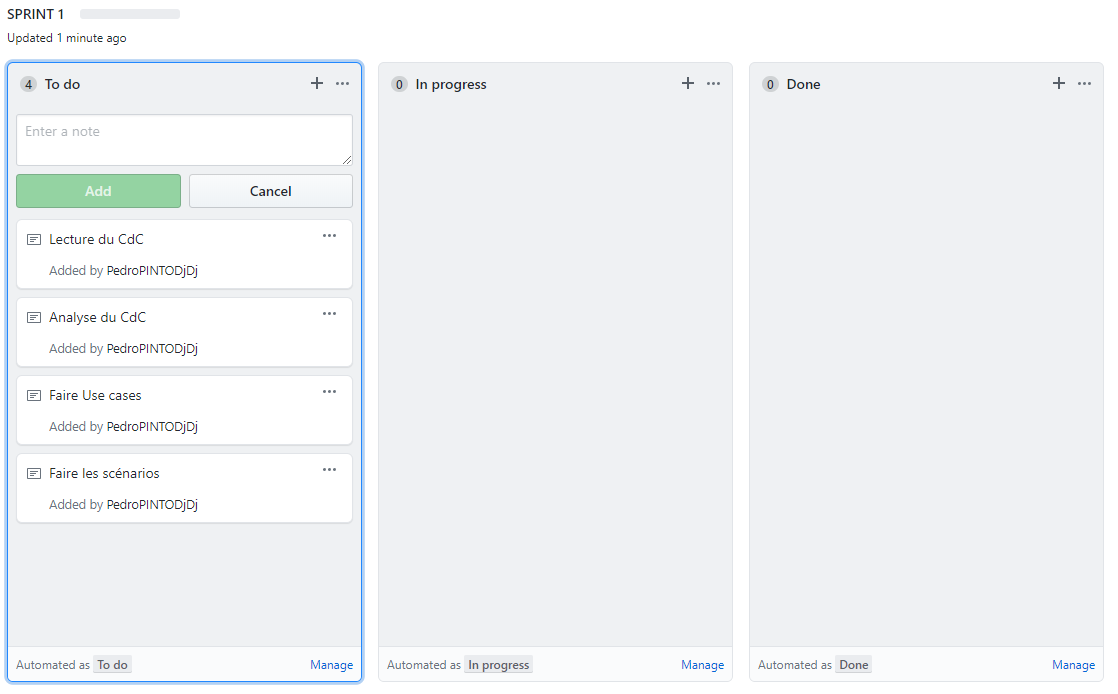 SPRINT 1
Updated 1 minute ago
4 To do
Enter a note
Add Cancel
Lecture du CdC
Added by PedroPINTODjDj
Analyse du CdC
Added by PedroPINTODjDj
Faire Use cases
Added by PedroPINTODjDj
Faire les scénarios
Added by PedroPINTODjDj
Automated as To do Manage
0 In progress
Automated as In progress Manage
0 Done
Automated as Done Manage